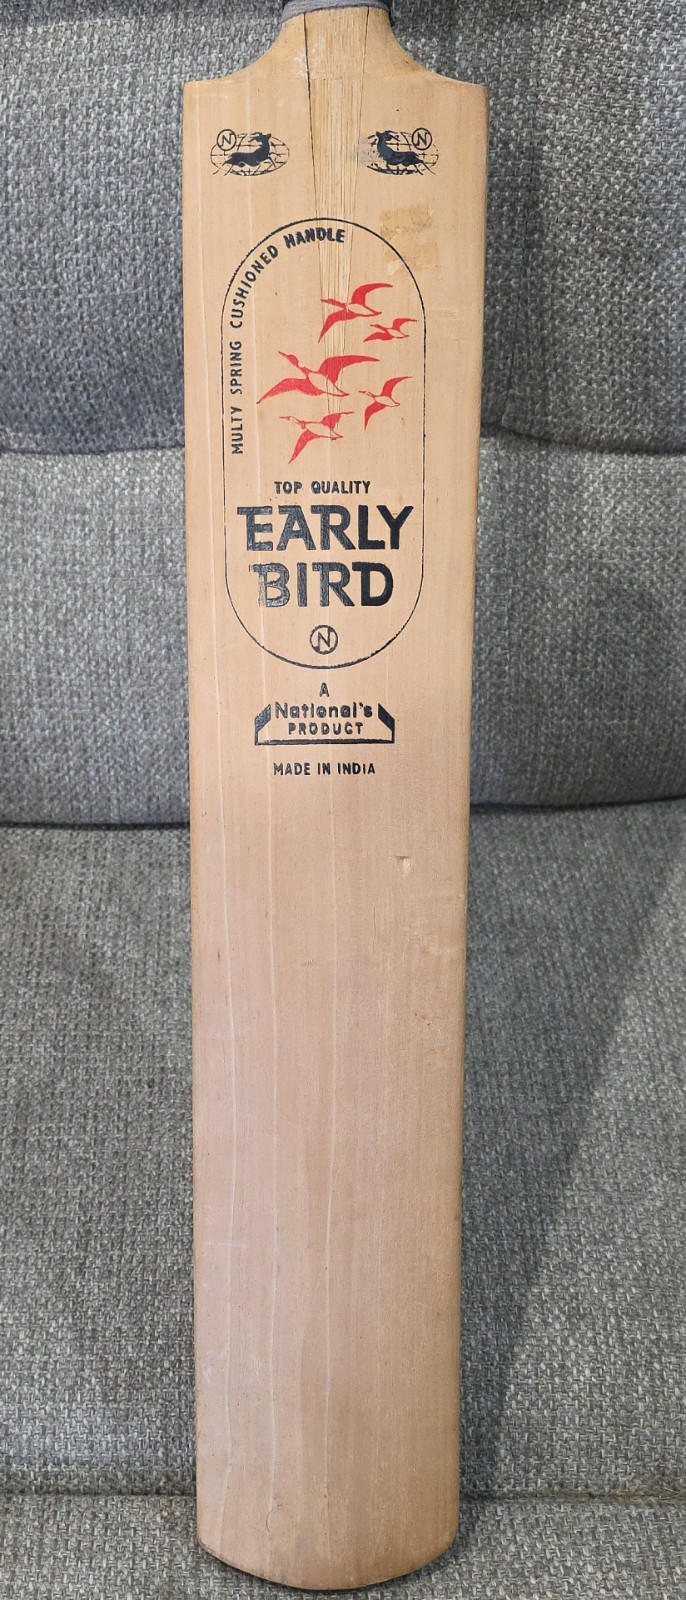 N N
MULTY SPRING CUSHIONED HANDLE
TOP QUALITY
EARLY
BIRD
N
A
National's
PRODUCT
MADE IN INDIA